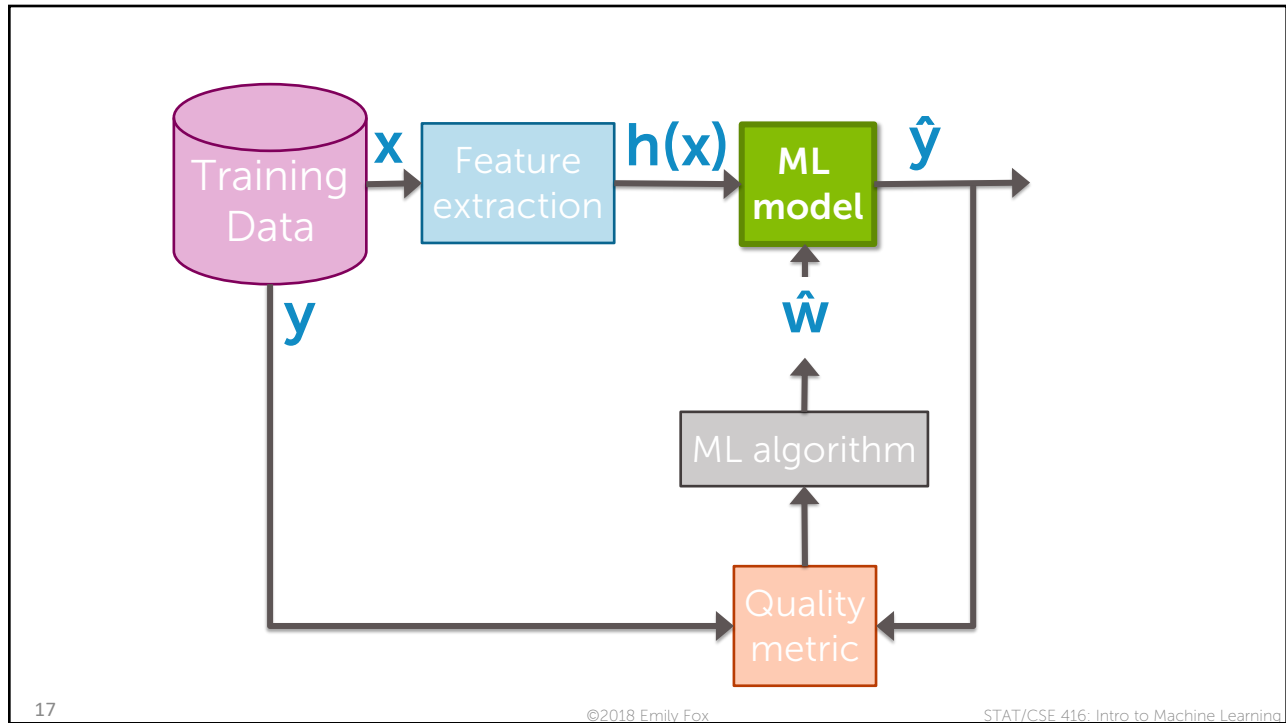 Training
Data
x
Feature
extraction
h(x)
ML
model
ŷ
y
ŵ
ML algorithm
Quality
metric
17
©2018 Emily Fox
STAT/CSE 416: Intro to Machine Learning